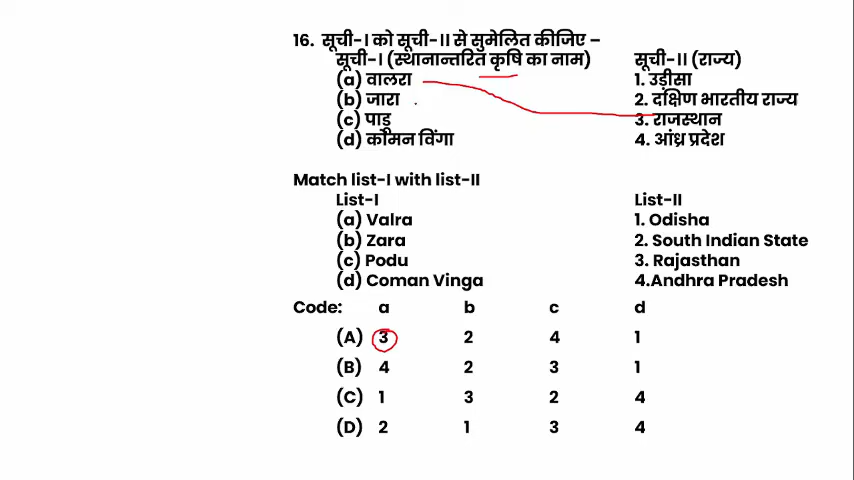 16. सूची-I को सूची-II से सुमेलित कीजिए –
सूची-I (स्थानान्तरित कृषि का नाम) सूची-II (राज्य)
(a) वालरा 1. उड़ीसा
(b) जारा 2. दक्षिण भारतीय राज्य
(c) पाडू 3. राजस्थान
(d) कोमन विंगा 4. आंध्र प्रदेश
Match list-I with list-II
List-I List-II
(a) Valra 1. Odisha
(b) Zara 2. South Indian State
(c) Podu 3. Rajasthan
(d) Coman Vinga 4.Andhra Pradesh
Code: a b c d
(A) 3 2 4 1
(B) 4 2 3 1
(C) 1 3 2 4
(D) 2 1 3 4